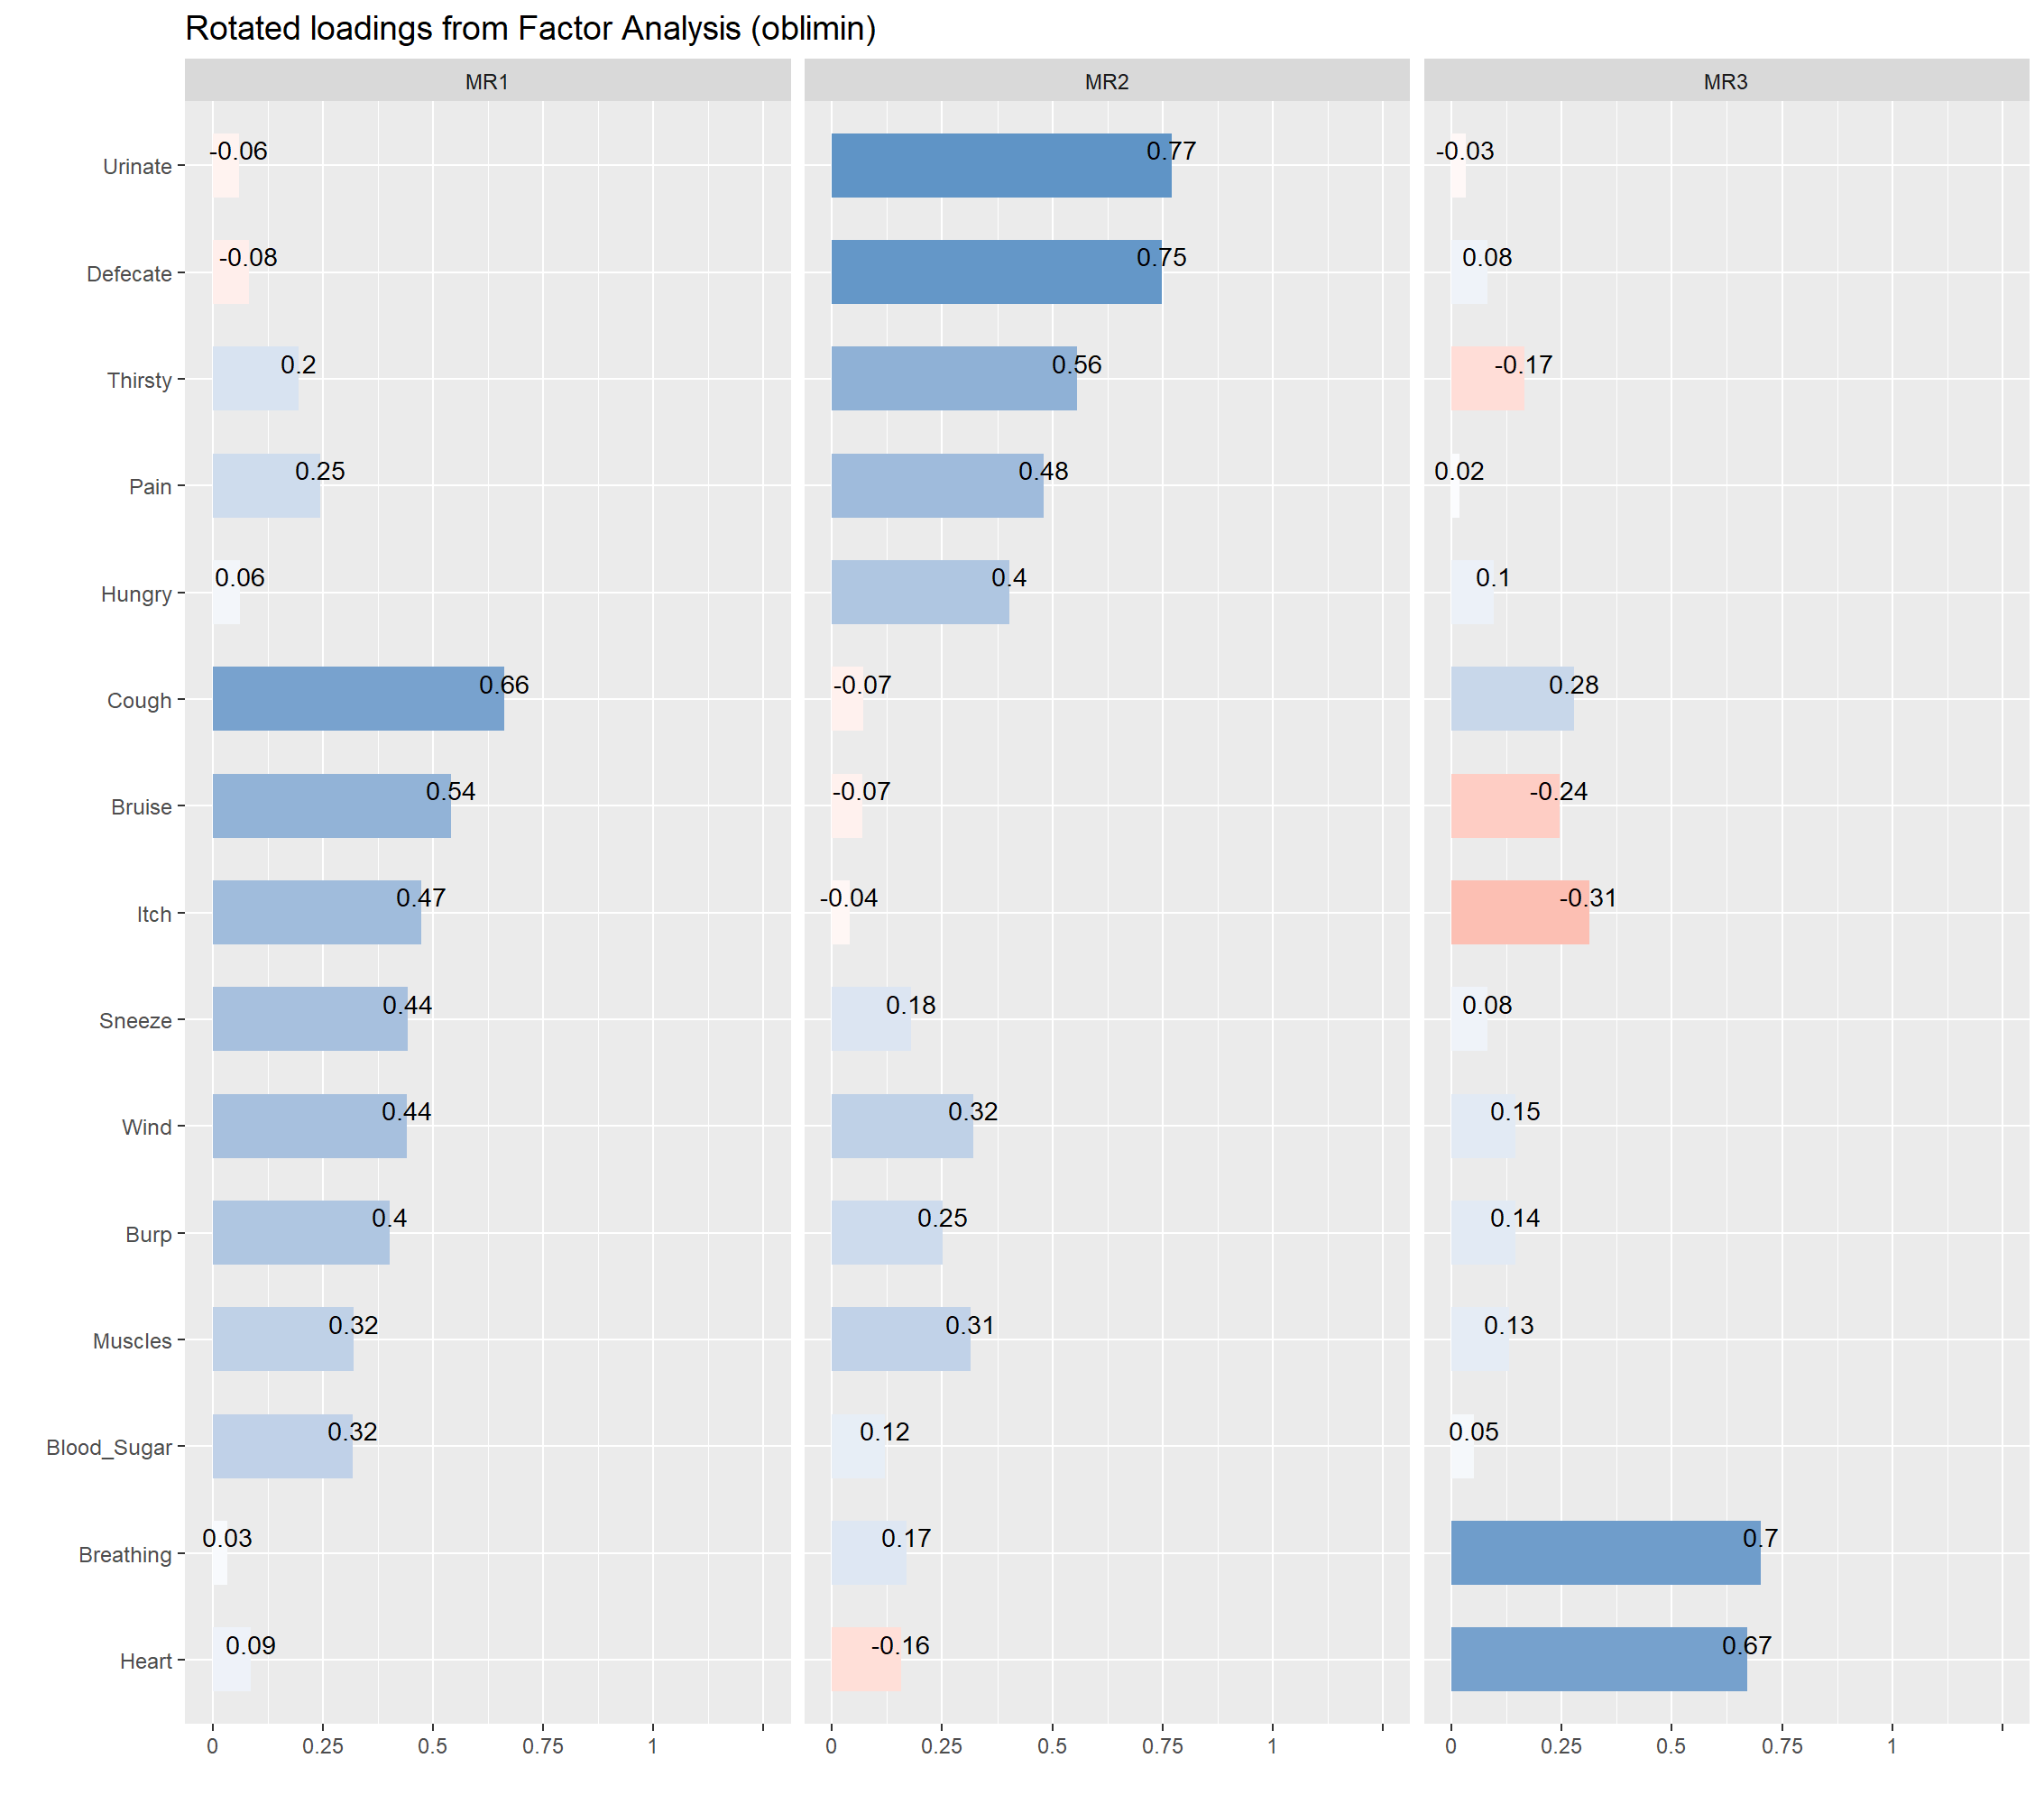 Rotated loadings from Factor Analysis (oblimin)
MR1 MR2 MR3
Urinate -0.06 0.77 -0.03
Defecate -0.08 0.75 0.08
Thirsty 0.2 0.56 -0.17
Pain 0.25 0.48 0.02
Hungry 0.06 0.4 0.1
Cough 0.66 -0.07 0.28
Bruise 0.54 -0.07 -0.24
Itch 0.47 -0.04 -0.31
Sneeze 0.44 0.18 0.08
Wind 0.44 0.32 0.15
Burp 0.4 0.25 0.14
Muscles 0.32 0.31 0.13
Blood_Sugar 0.32 0.12 0.05
Breathing 0.03 0.17 0.7
Heart 0.09 -0.16 0.67
0 0.25 0.5 0.75 1 0 0.25 0.5 0.75 1 0 0.25 0.5 0.75 1